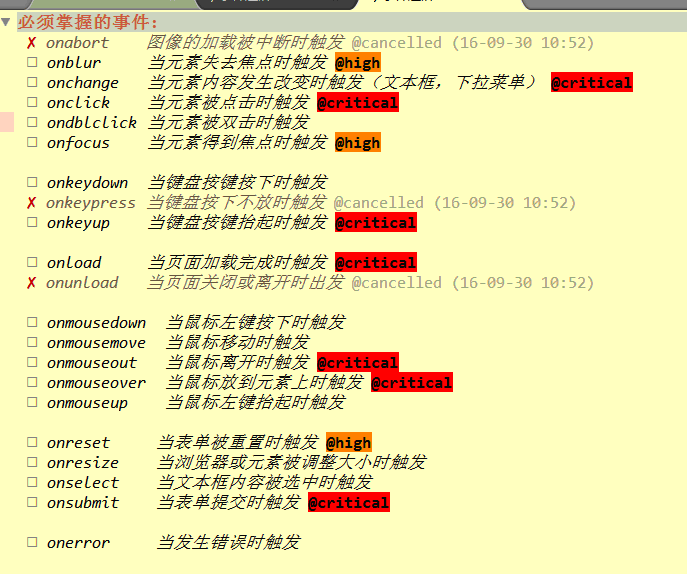 必须掌握的事件：
✗ onabort 图像的加载被中断时触发 @cancelled (16-09-30 10:52)
□ onblur 当元素失去焦点时触发 @high
□ onchange 当元素内容发生改变时触发（文本框，下拉菜单） @critical
□ onclick 当元素被点击时触发 @critical
□ ondblclick 当元素被双击时触发
□ onfocus 当元素得到焦点时触发 @high
□ onkeydown 当键盘按键按下时触发
✗ onkeypress 当键盘按下不放时触发 @cancelled (16-09-30 10:52)
□ onkeyup 当键盘按键抬起时触发 @critical
□ onload 当页面加载完成时触发 @critical
✗ onunload 当页面关闭或离开时出发 @cancelled (16-09-30 10:52)
□ onmousedown 当鼠标左键按下时触发
□ onmousemove 当鼠标移动时触发
□ onmouseout 当鼠标离开时触发 @critical
□ onmouseover 当鼠标放到元素上时触发 @critical
□ onmouseup 当鼠标左键抬起时触发
□ onreset 当表单被重置时触发 @high
□ onresize 当浏览器或元素被调整大小时触发
□ onselect 当文本框内容被选中时触发
□ onsubmit 当表单提交时触发 @critical
□ onerror 当发生错误时触发